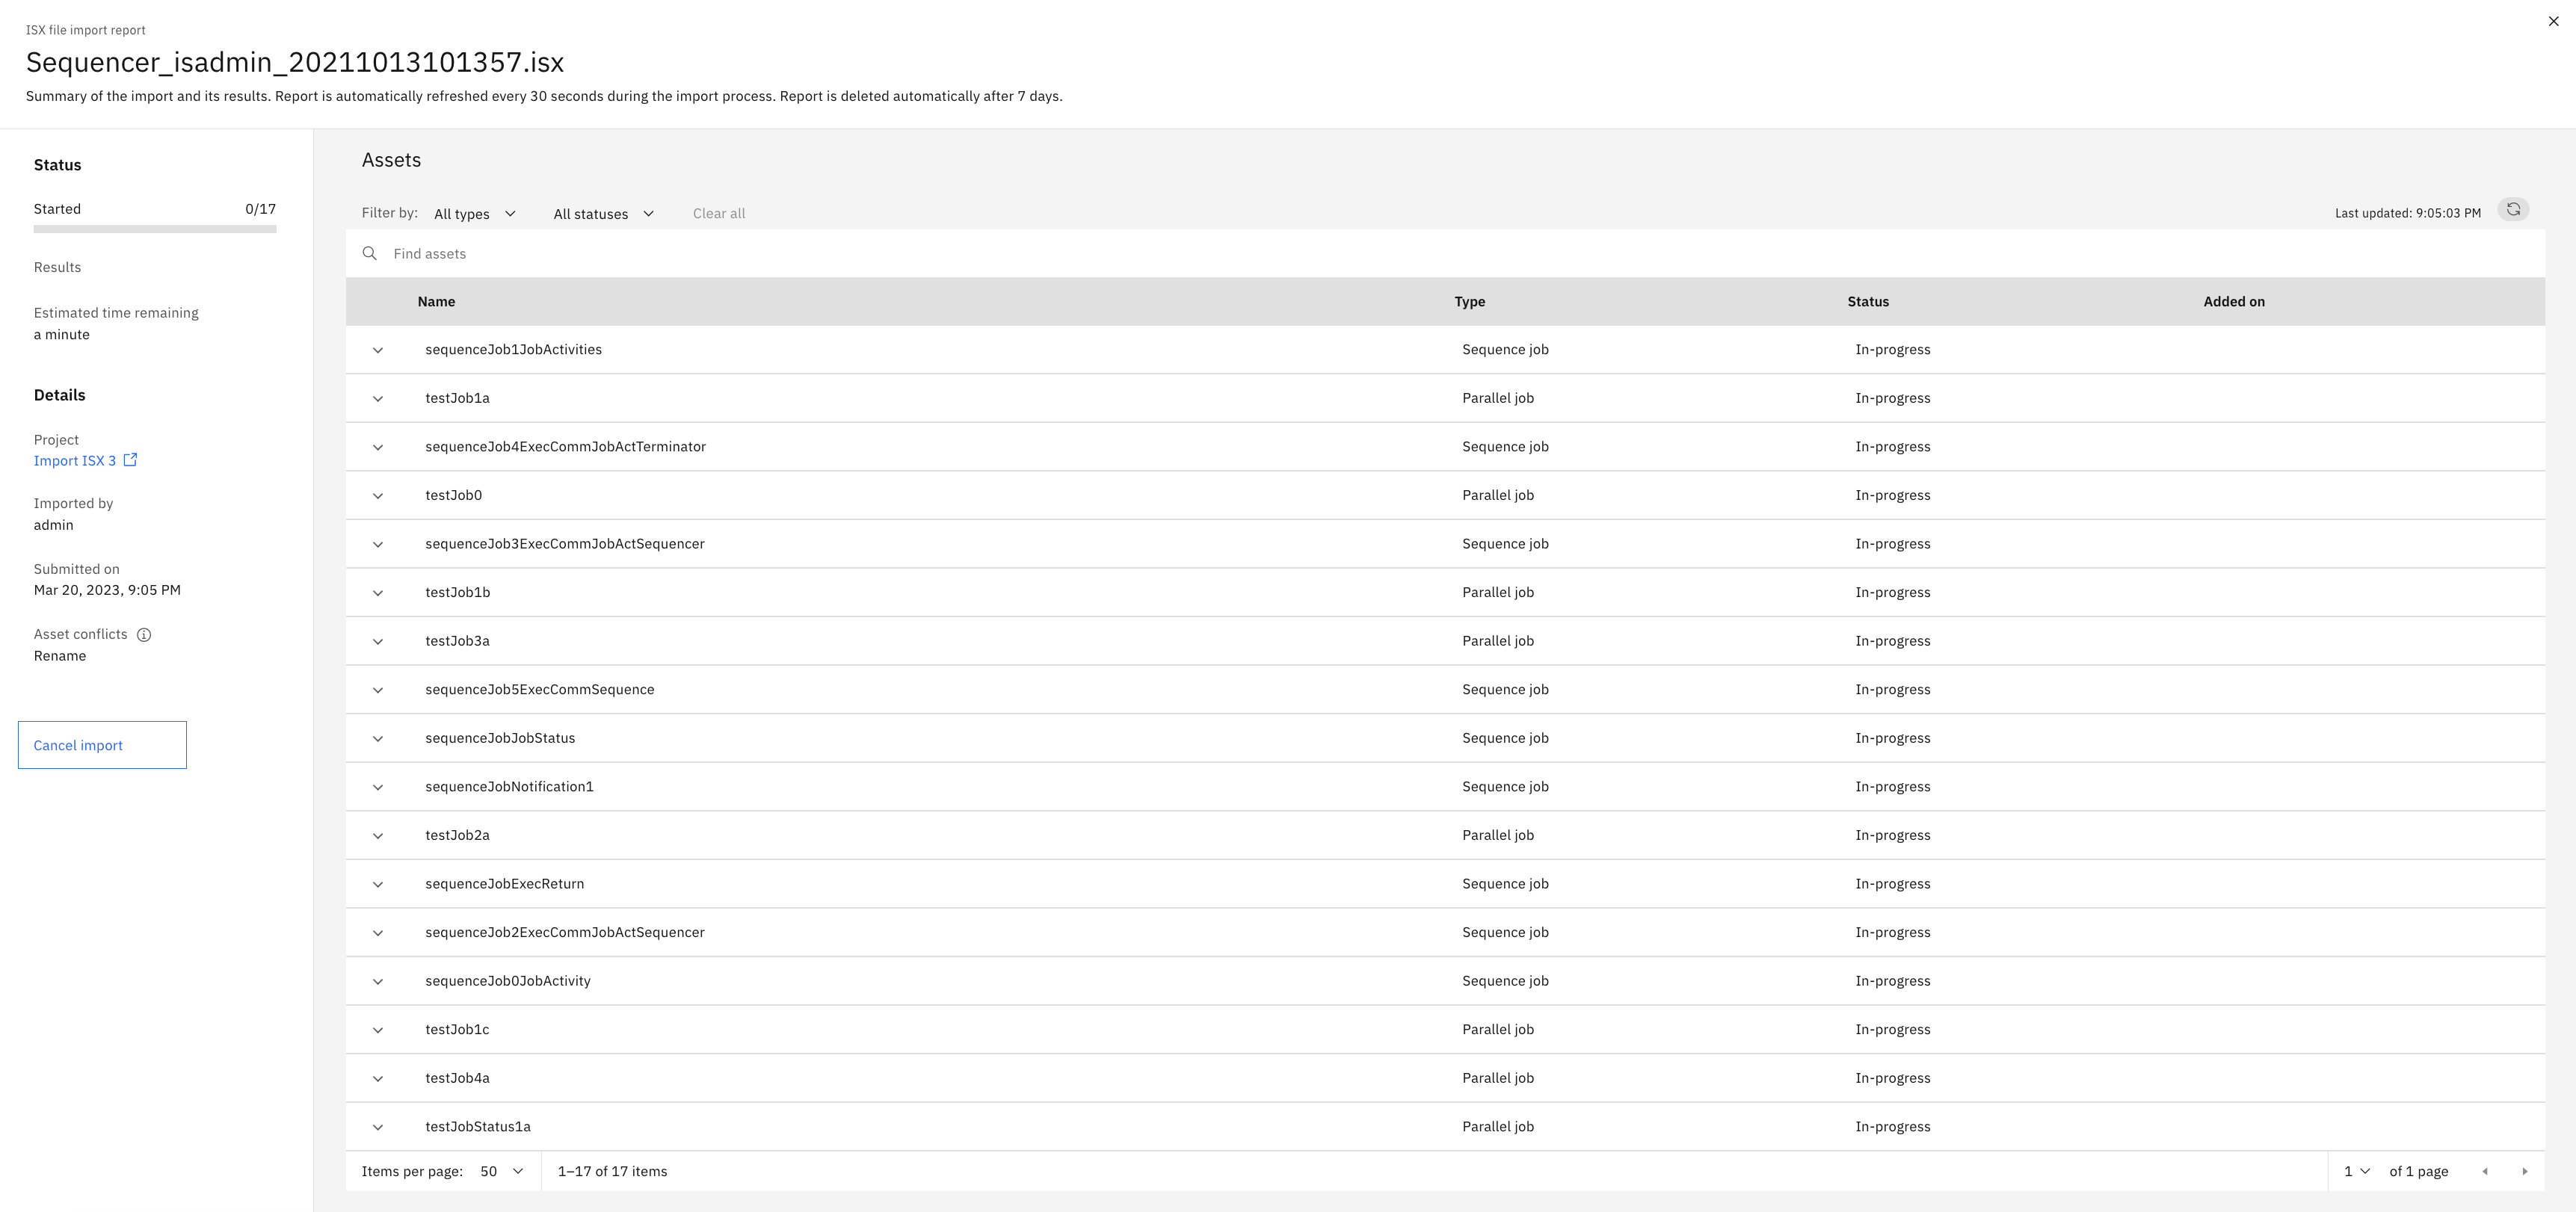 ISX file import report
Sequencer_isadmin_20211013101357.isx
Summary of the import and its results. Report is automatically refreshed every 30 seconds during the import process. Report is deleted automatically after 7 days.
Status
Started 0/17
Results
Estimated time remaining
a minute
Details
Project
Import ISX 3
Imported by
admin
Submitted on
Mar 20, 2023, 9:05 PM
Asset conflicts
Rename
Cancel import
Assets
Filter by: All types All statuses Clear all Last updated: 9:05:03 PM
Find assets
Name Type Status Added on
sequenceJob1JobActivities Sequence job In-progress
testJob1a Parallel job In-progress
sequenceJob4ExecCommJobActTerminator Sequence job In-progress
testJob0 Parallel job In-progress
sequenceJob3ExecCommJobActSequencer Sequence job In-progress
testJob1b Parallel job In-progress
testJob3a Parallel job In-progress
sequenceJob5ExecCommSequence Sequence job In-progress
sequenceJobJobStatus Sequence job In-progress
sequenceJobNotification1 Sequence job In-progress
testJob2a Parallel job In-progress
sequenceJobExecReturn Sequence job In-progress
sequenceJob2ExecCommJobActSequencer Sequence job In-progress
sequenceJob0JobActivity Sequence job In-progress
testJob1c Parallel job In-progress
testJob4a Parallel job In-progress
testJobStatus1a Parallel job In-progress
Items per page: 50 1–17 of 17 items 1 of 1 page